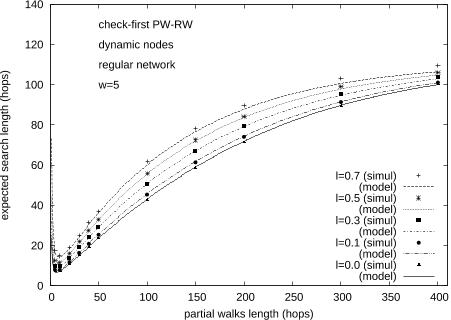 140
120
100
80
60
40
20
0
expected search length (hops)
check-first PW-RW
dynamic nodes
regular network
w=5
l=0.7 (simul)
(model)
l=0.5 (simul)
(model)
l=0.3 (simul)
(model)
l=0.1 (simul)
(model)
l=0.0 (simul)
(model)
0 10 50 100 150 200 250 300 350 400
partial walks length (hops)